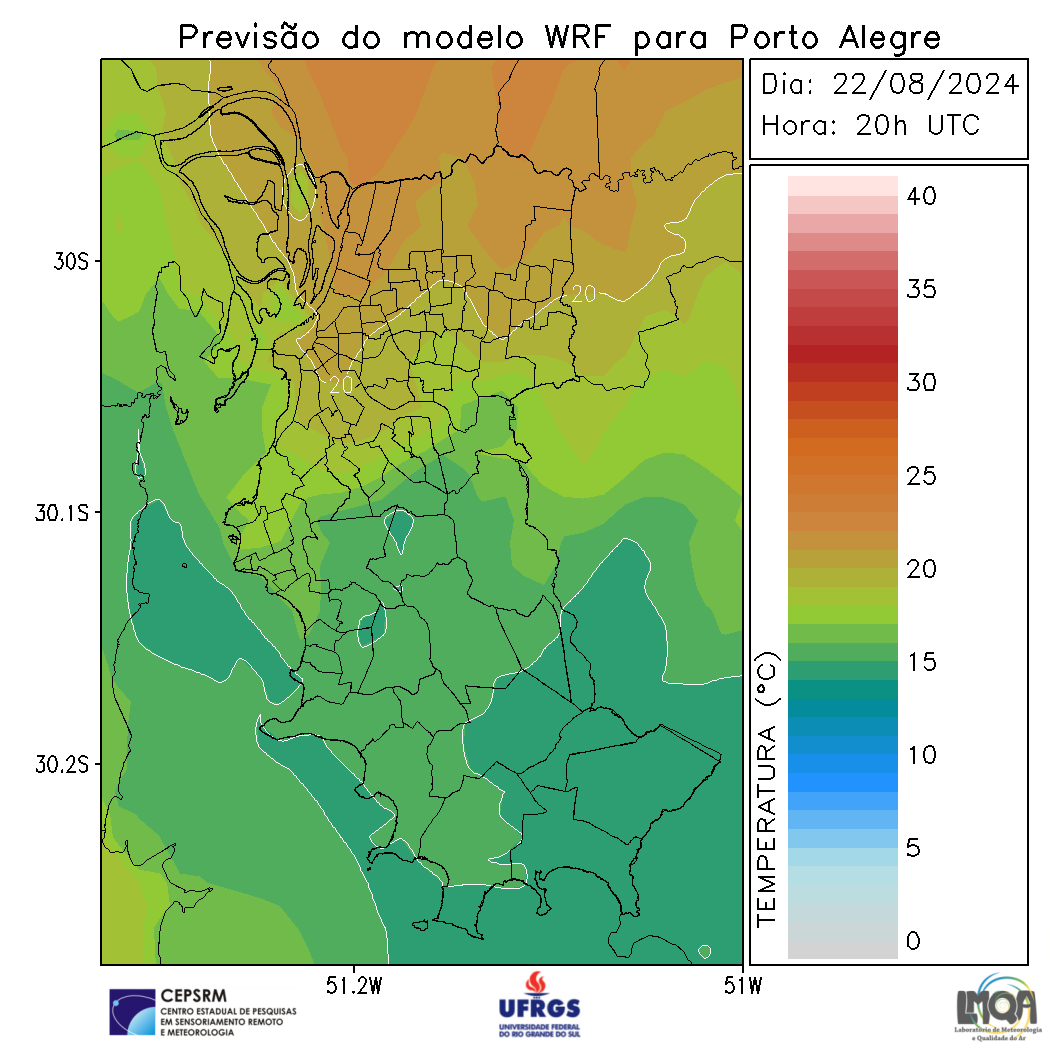 Previsão do modelo WRF para Porto Alegre
Dia: 22/08/2024
Hora: 20h UTC
40
35
30
25
20
15
10
5
0
TEMPERATURA (°C)
30S
30.1S
30.2S
20
20
51.2W
51W
CEPSRM
CENTRO ESTADUAL DE PESQUISAS
EM SENSORIAMENTO REMOTO
E METEOROLOGIA
UFRGS
UNIVERSIDADE FEDERAL
DO RIO GRANDE DO SUL
LMQA
Laboratório de Meteorologia
e Qualidade do Ar